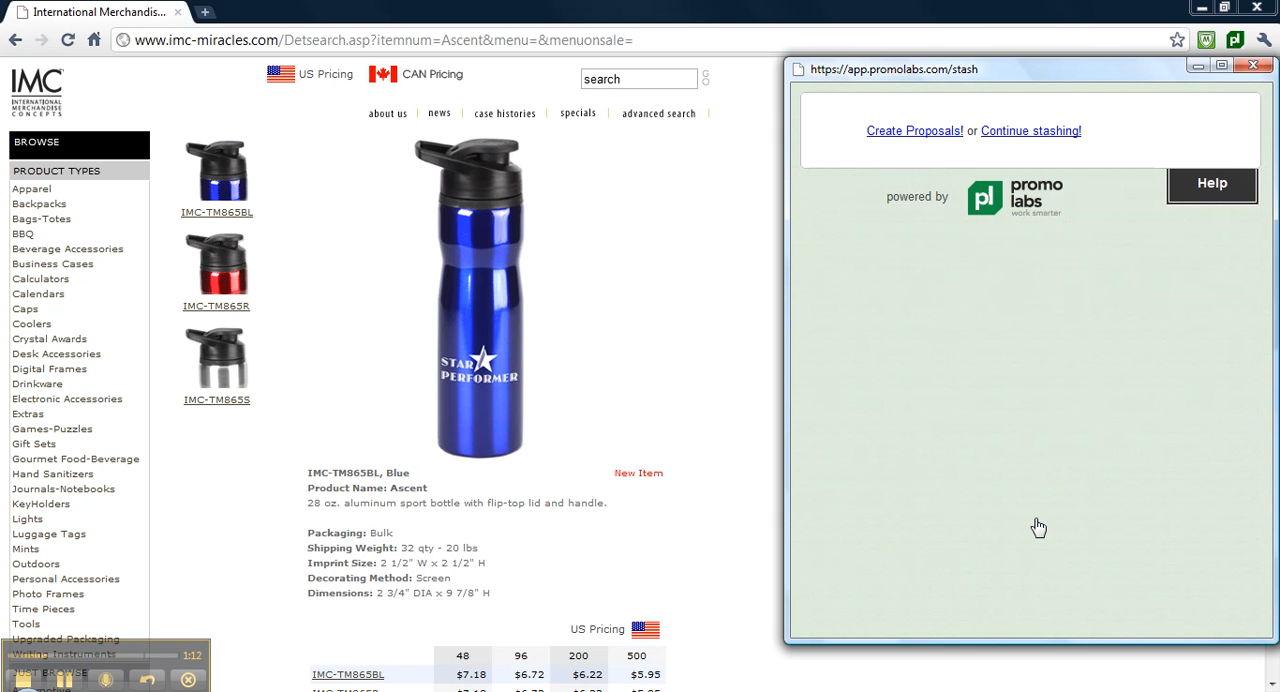 International Merchandis...
www.imc-miracles.com/Detsearch.asp?itemnum=Ascent&menu=&menuonsale=
IMC
INTERNATIONAL
MERCHANDISE
CONCEPTS
US Pricing
CAN Pricing
search
GO
about us
news
case histories
specials
advanced search
BROWSE
PRODUCT TYPES
Apparel
Backpacks
Bags-Totes
BBQ
Beverage Accessories
Business Cases
Calculators
Calendars
Caps
Coolers
Crystal Awards
Desk Accessories
Digital Frames
Drinkware
Electronic Accessories
Extras
Games-Puzzles
Gift Sets
Gourmet Food-Beverage
Hand Sanitizers
Journals-Notebooks
KeyHolders
Lights
Luggage Tags
Mints
Outdoors
Personal Accessories
Photo Frames
Time Pieces
Tools
Upgraded Packaging
Writing Instruments
JUST BROWSE
1:12
IMC-TM865BL
IMC-TM865R
IMC-TM865S
STAR
PERFORMER
IMC-TM865BL, Blue
New Item
Product Name: Ascent
28 oz. aluminum sport bottle with flip-top lid and handle.
Packaging: Bulk
Shipping Weight: 32 qty - 20 lbs
Imprint Size: 2 1/2" W x 2 1/2" H
Decorating Method: Screen
Dimensions: 2 3/4" DIA x 9 7/8" H
US Pricing
48 96 200 500
IMC-TM865BL $7.18 $6.72 $6.22 $5.95
https://app.promolabs.com/stash
Create Proposals! or Continue stashing!
powered by
pl
promo
labs
work smarter
Help